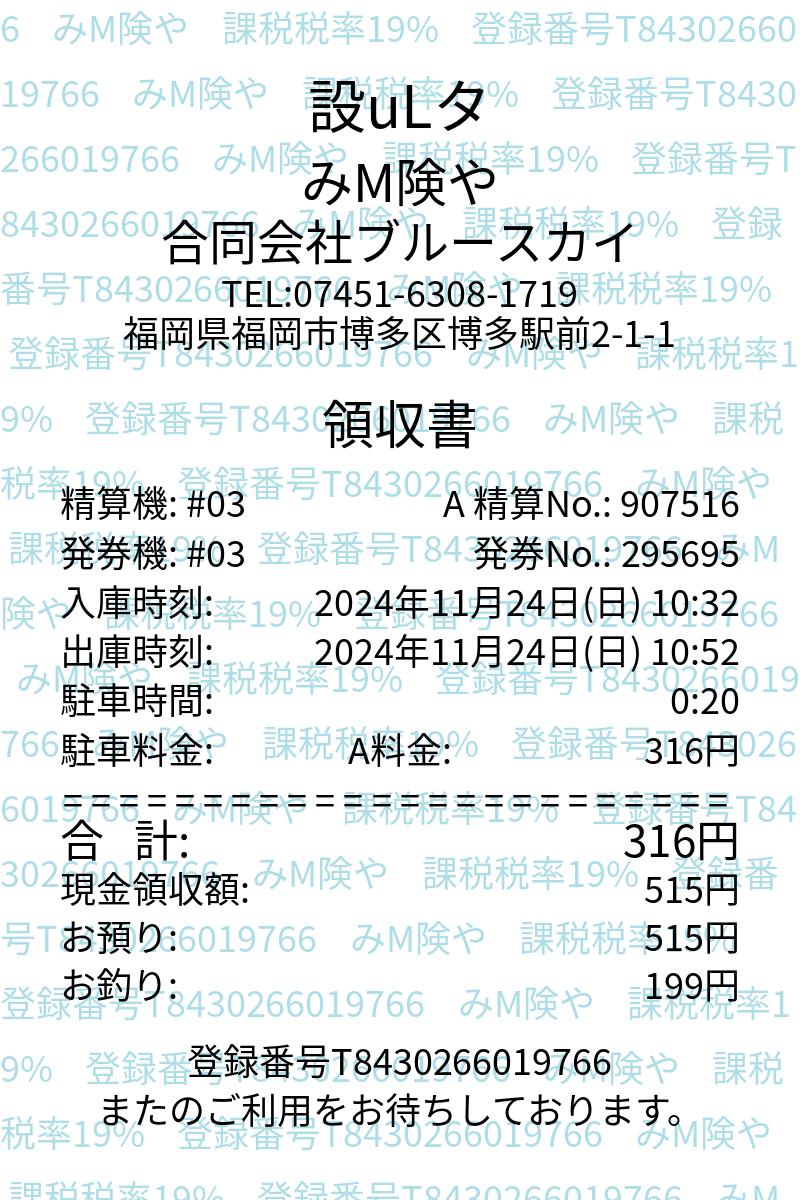 設uLタ
みM険や
合同会社ブルースカイ
TEL:07451-6308-1719
福岡県福岡市博多区博多駅前2-1-1
領収書
精算機: #03 A 精算No.: 907516
発券機: #03 発券No.: 295695
入庫時刻: 2024年11月24日(日) 10:32
出庫時刻: 2024年11月24日(日) 10:52
駐車時間: 0:20
駐車料金: A料金: 316円
========================
合 計: 316円
現金領収額: 515円
お預り: 515円
お釣り: 199円
登録番号T8430266019766
またのご利用をお待ちしております。